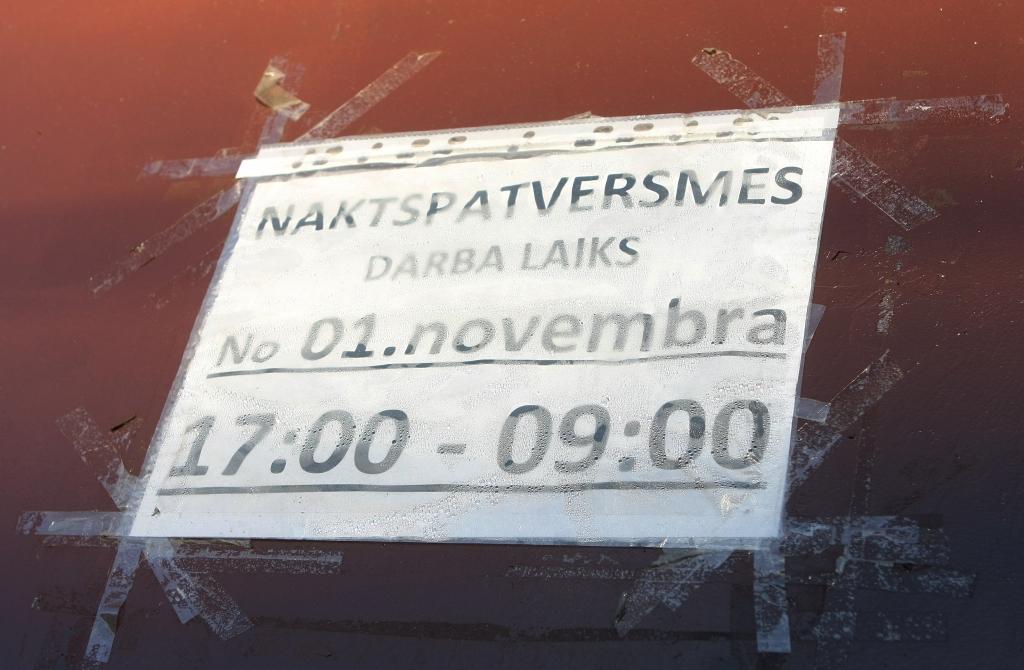 NAKTSPATVERSMES
DARBA LAIKS
No 01.novembra
17:00 - 09:00